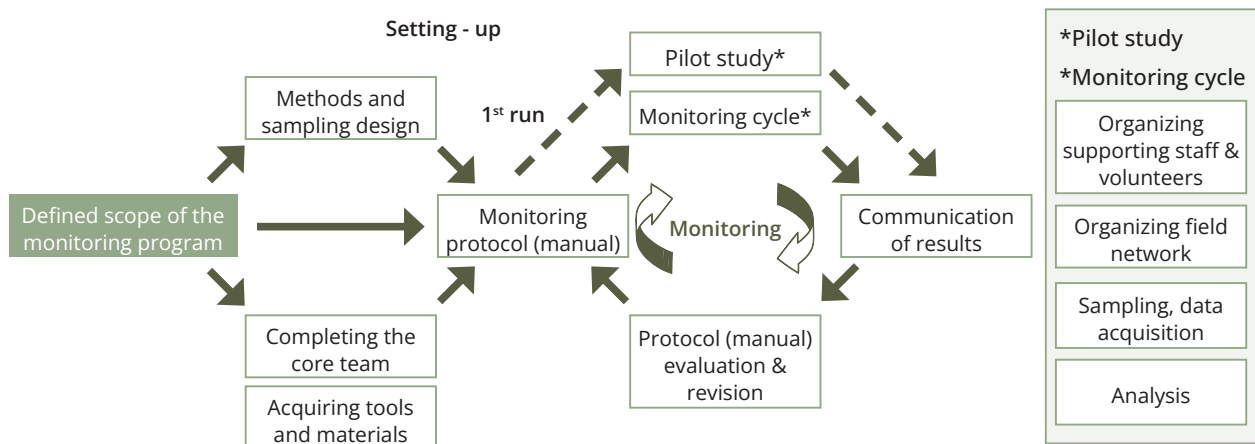 Setting - up
1st run
Defined scope of the
monitoring program
Methods and
sampling design
Completing the
core team
Acquiring tools
and materials
Monitoring
protocol (manual)
Pilot study*
Monitoring cycle*
Monitoring
Communication
of results
Protocol (manual)
evaluation &
revision
*Pilot study
*Monitoring cycle
Organizing
supporting staff &
volunteers
Organizing field
network
Sampling, data
acquisition
Analysis